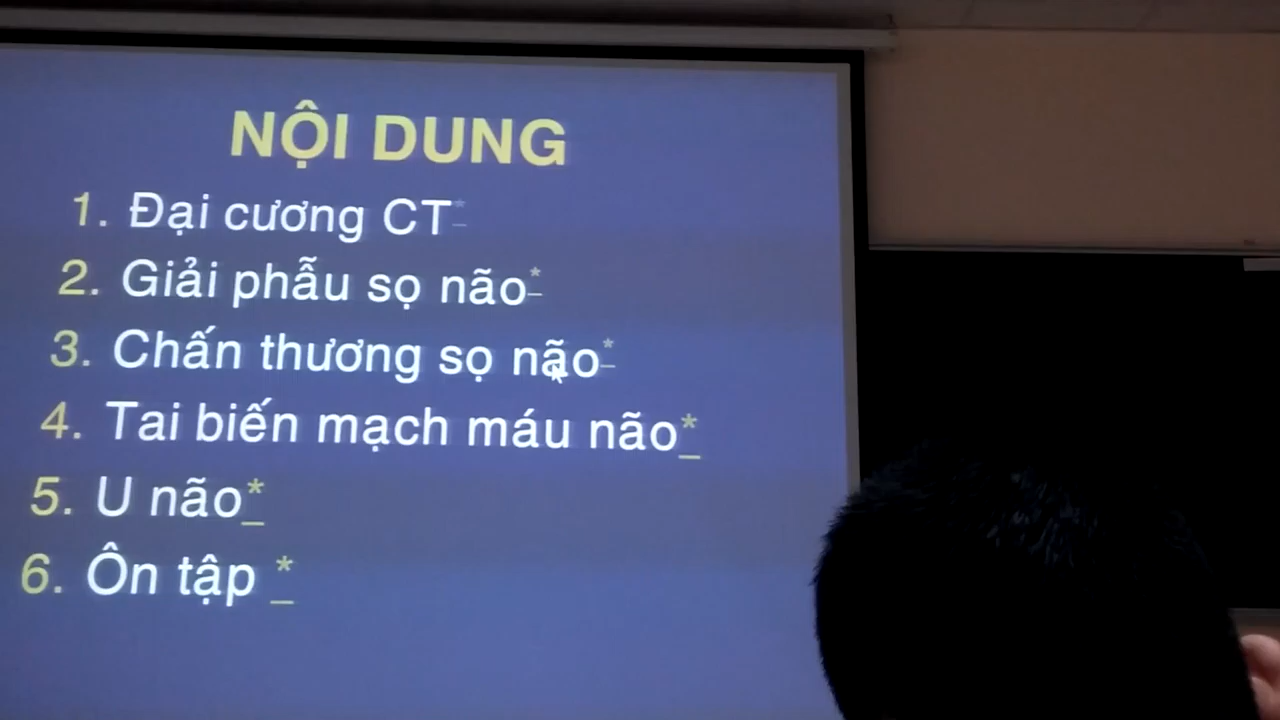 NỘI DUNG
1. Đại cương CT*
2. Giải phẫu sọ não*
3. Chấn thương sọ não*
4. Tai biến mạch máu não*
5. U não*
6. Ôn tập *